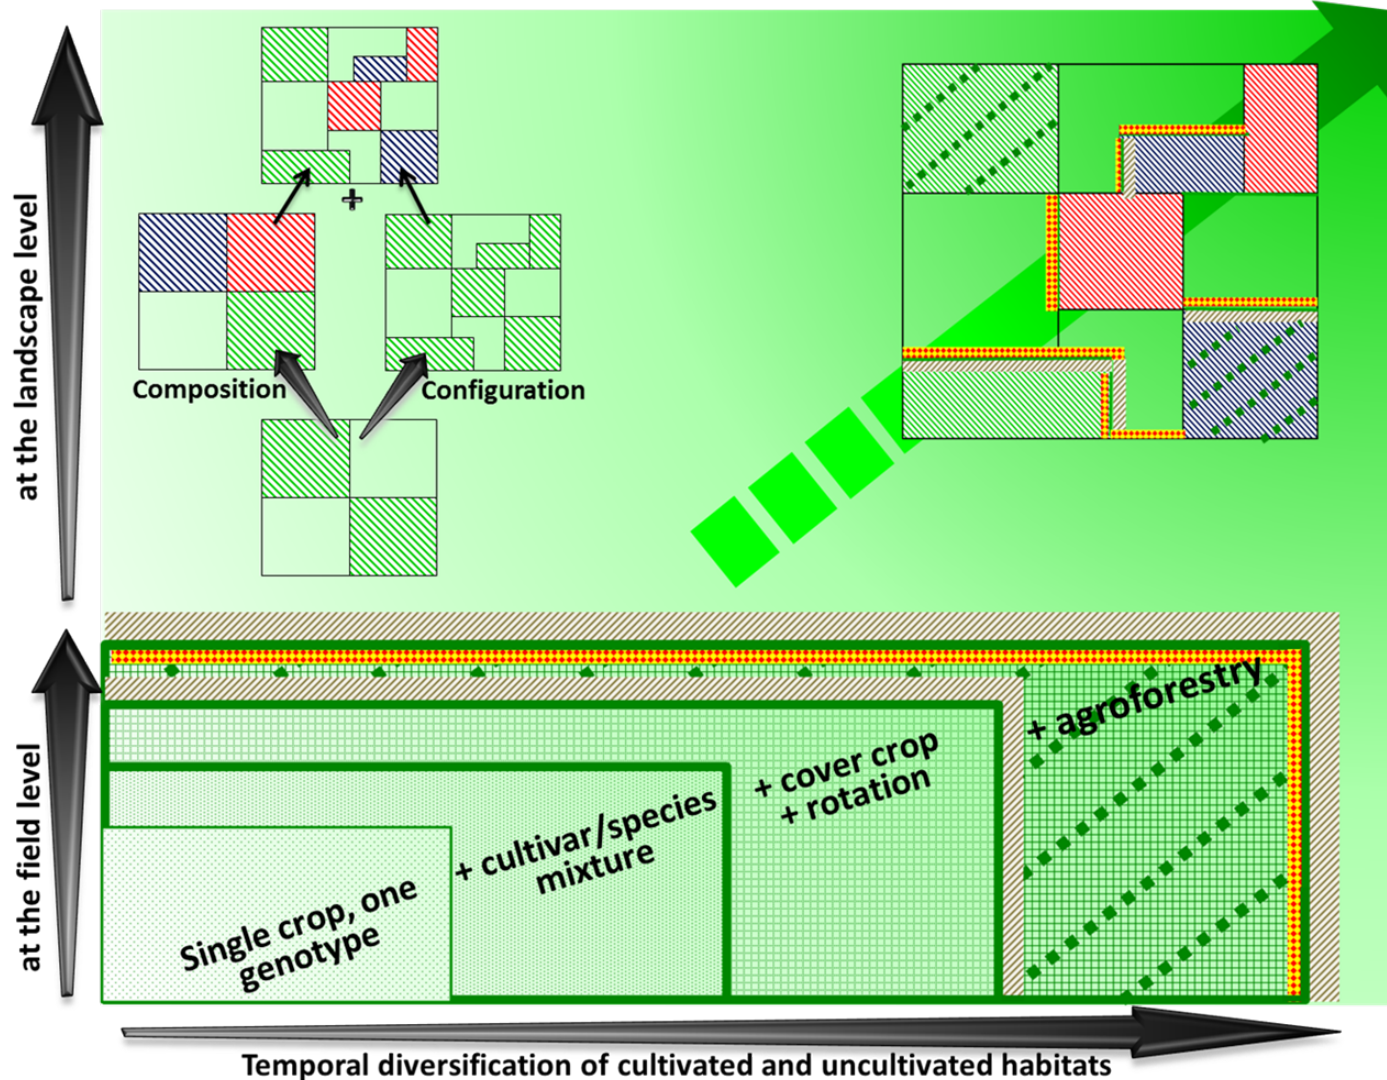 at the landscape level
+
Composition
Configuration
at the field level
Single crop, one
genotype
+ cultivar/species
mixture
+ cover crop
+ rotation
+ agroforestry
Temporal diversification of cultivated and uncultivated habitats